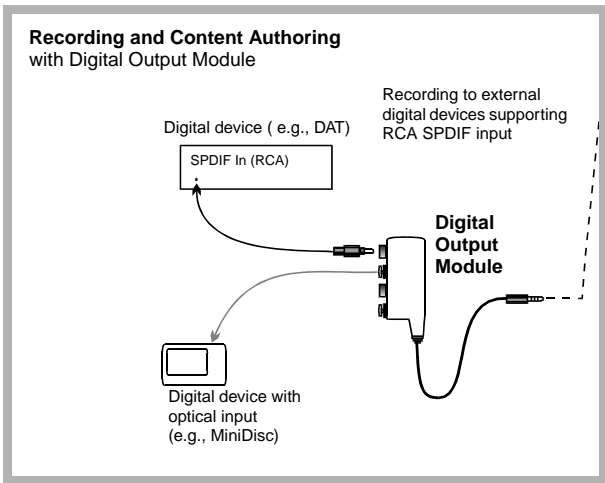 Recording and Content Authoring
with Digital Output Module
Recording to external
digital devices supporting
RCA SPDIF input
Digital device ( e.g., DAT)
SPDIF In (RCA)
Digital
Output
Module
Digital device with
optical input
(e.g., MiniDisc)